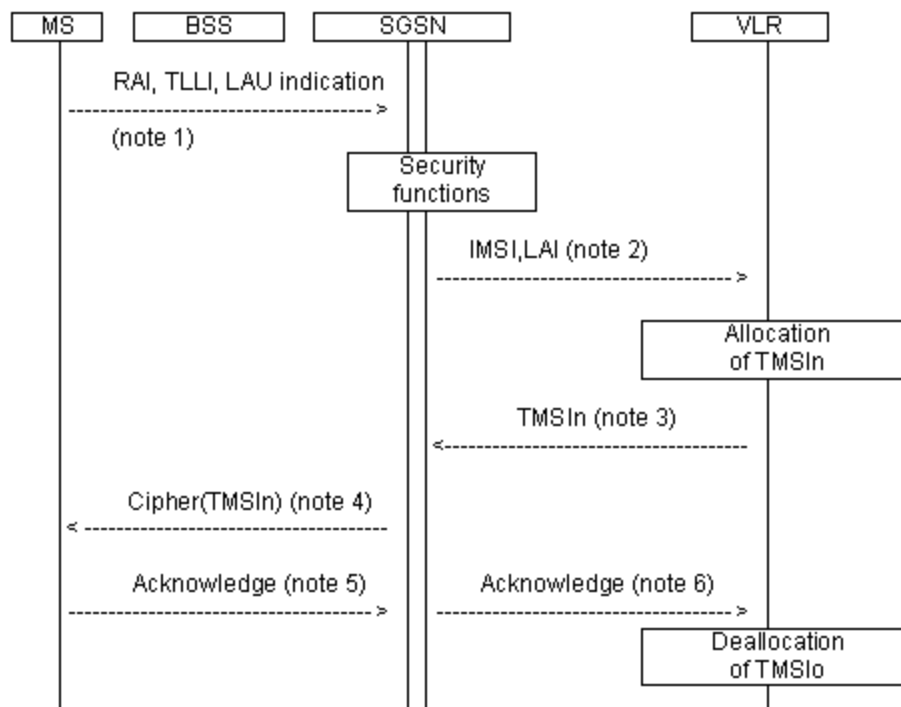 MS BSS SGSN VLR
RAI, TLLI, LAU indication
(note 1)
Security
functions
IMSI,LAI (note 2)
Allocation
of TMSIn
TMSIn (note 3)
Cipher(TMSIn) (note 4)
Acknowledge (note 5) Acknowledge (note 6)
Deallocation
of TMSIo